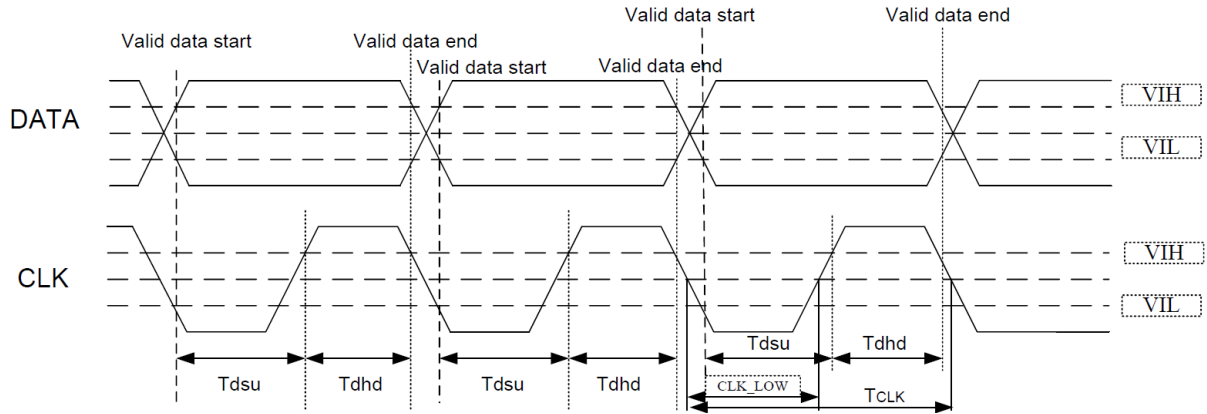 Valid data start
Valid data end
Valid data start
Valid data end
Valid data start
Valid data end
DATA
VIH
VIL
CLK
VIH
VIL
Tdsu
Tdhd
Tdsu
Tdhd
Tdsu
Tdhd
CLK_LOW
TCLK